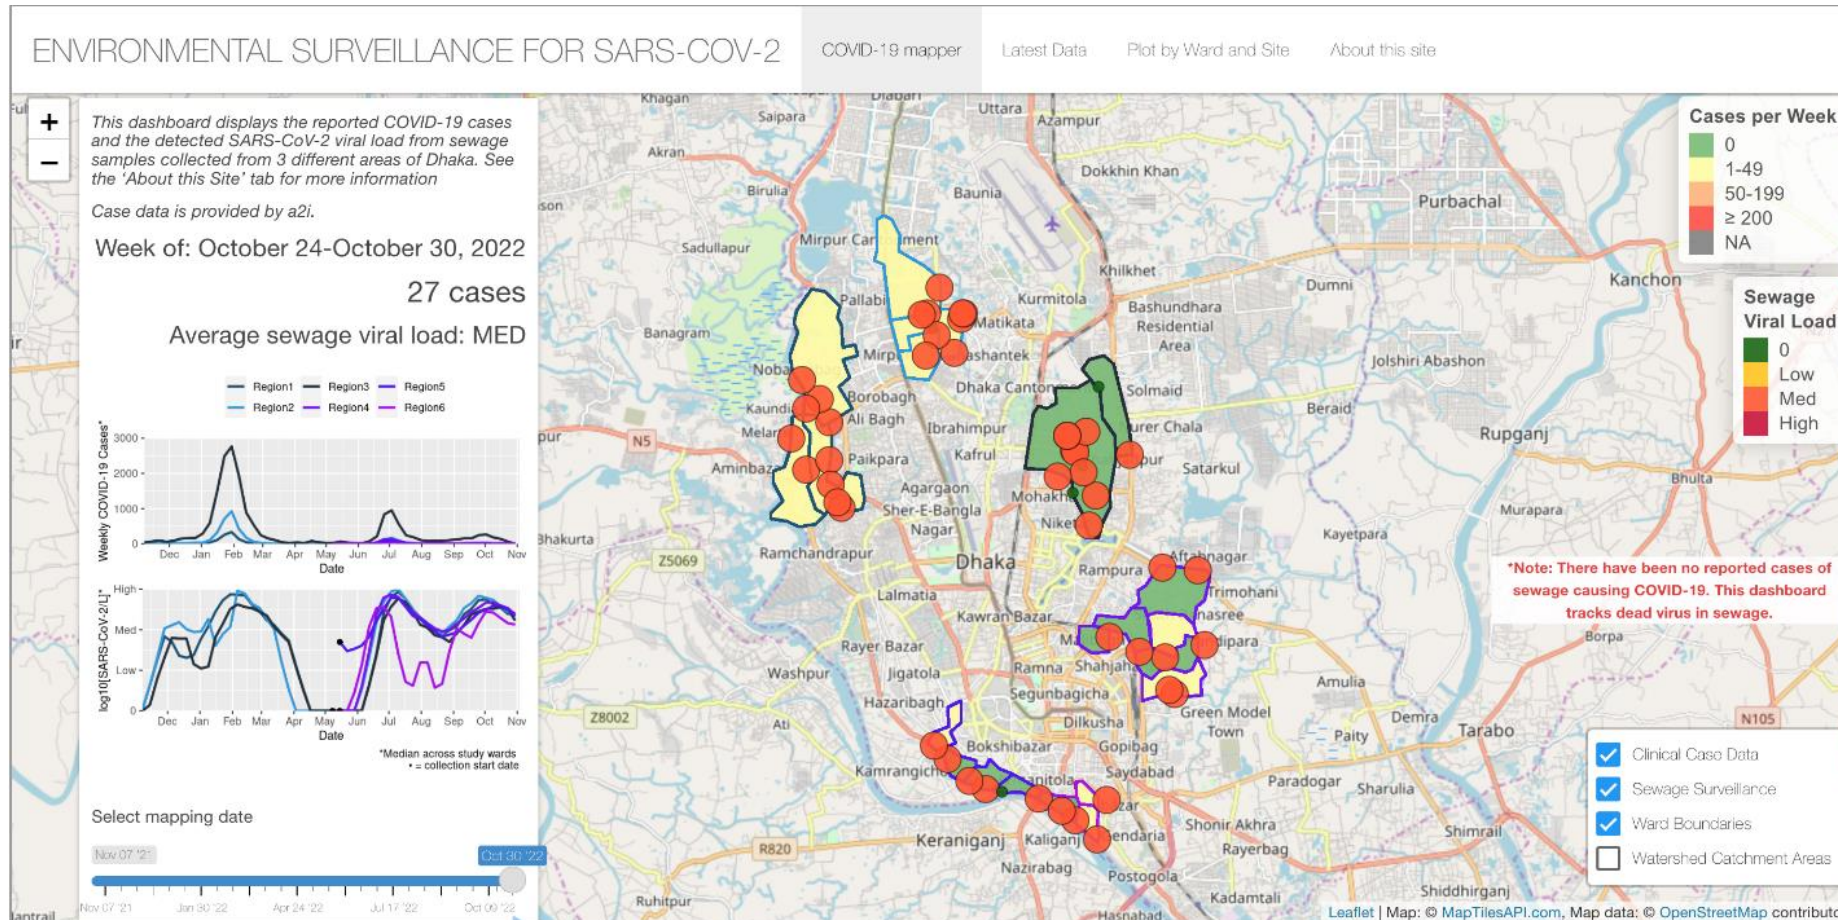 ENVIRONMENTAL SURVEILLANCE FOR SARS-COV-2
COVID-19 mapper
Latest Data
Plot by Ward and Site
About this site
+
−
This dashboard displays the reported COVID-19 cases
and the detected SARS-CoV-2 viral load from sewage
samples collected from 3 different areas of Dhaka. See
the 'About this Site' tab for more information
Case data is provided by a2i.
Week of: October 24-October 30, 2022
27 cases
Average sewage viral load: MED
Region1 Region3 Region5
Region2 Region4 Region6
Weekly COVID-19 Cases*
3000
2000
1000
0
Dec Jan Feb Mar Apr May Jun Jul Aug Sep Oct Nov
Date
log10[SARS-CoV-2/L]*
High
Med
Low
0
Dec Jan Feb Mar Apr May Jun Jul Aug Sep Oct Nov
Date
*Median across study wards
• = collection start date
Select mapping date
Nov 07 '21
Oct 30 '22
Nov 07 '21 Jan 30 '22 Apr 24 '22 Jul 17 '22 Oct 09 '22
Khagan
Saipara
Diabari
Uttara
Azampur
Akran
Dokkhin Khan
Birulia
Baunia
Purbachal
Sadullapur
Mirpur Cantonment
Khilkhet
Kanchon
Pallabi
Kurmitola
Dumni
Bashundhara
Residential
Area
Banagram
Matikata
Jolshiri Abashon
Dhaka
Solmaid
Borobagh
Beraid
Ali Bagh
Ibrahimpur
Rupganj
N5
Paikpara
Kafrul
Satarkul
Aminbaz
Bhulta
Agargaon
Sher-E-Bangla
Nagar
Mohakh
Niket
Murapara
Kayetpara
Bhakurta
Ramchandrapur
Z5069
Dhaka
Rampura
Aftabnagar
Trimohani
Lalmatia
Kawran Bazar
nasree
Borpa
Rayer Bazar
Washpur
Jigatola
Ramna
Shahjaha
Segunbagicha
Amulia
Hazaribagh
Z8002
Ati
Dilkusha
Green Model
Town
Demra
Tarabo
N105
Paity
Bokshibazar
Gopibag
Kamrangich
Saydabad
Paradogar
Sharulia
Keraniganj
Kaliganj
endaria
Shonir Akhra
Rayerbag
Shimrail
R820
Nazirabag
Postogola
Kadamtali
Shiddhirganj
Ruhitpur
Hasnabad
Cases per Week
0
1-49
50-199
≥ 200
NA
Sewage
Viral Load
0
Low
Med
High
*Note: There have been no reported cases of
sewage causing COVID-19. This dashboard
tracks dead virus in sewage.
Clinical Case Data
Sewage Surveillance
Ward Boundaries
Watershed Catchment Areas
Leaflet | Map: © MapTilesAPI.com, Map data: © OpenStreetMap contribut